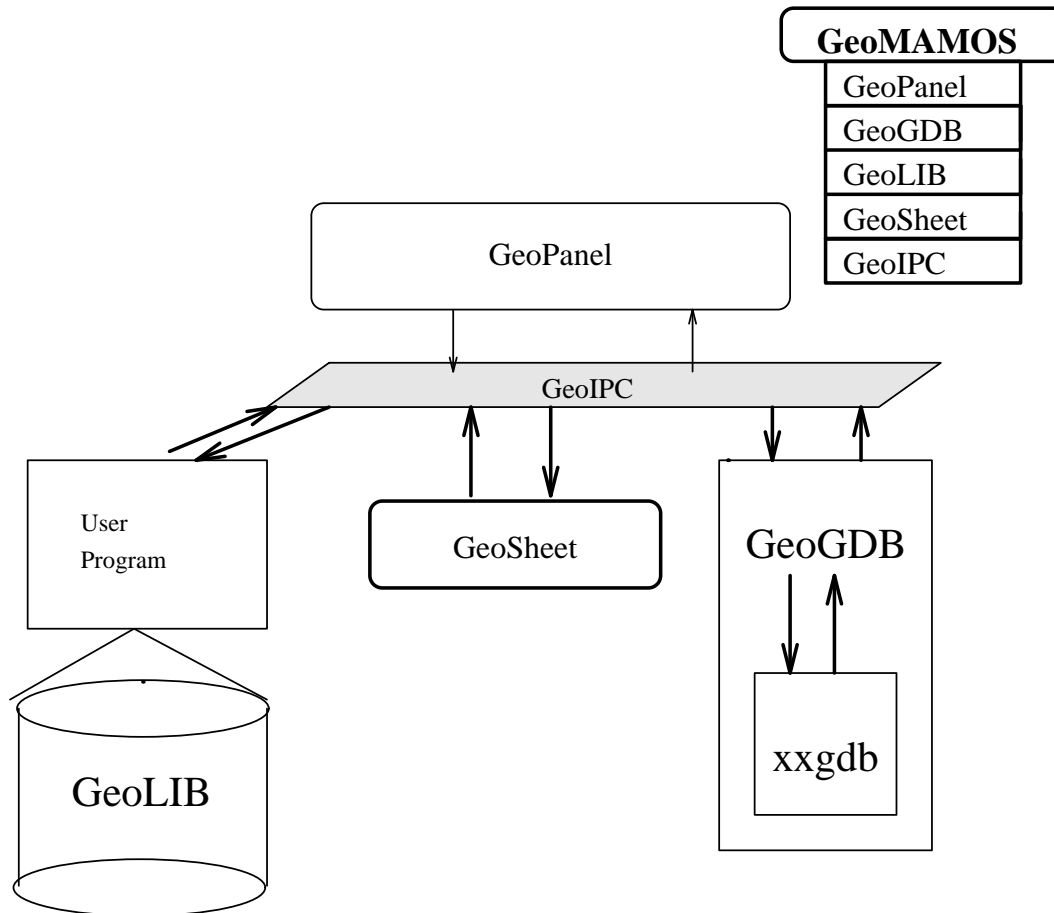 GeoMAMOS
GeoPanel
GeoGDB
GeoLIB
GeoSheet
GeoIPC
GeoPanel
GeoIPC
User
Program
GeoSheet
GeoGDB
xxgdb
GeoLIB